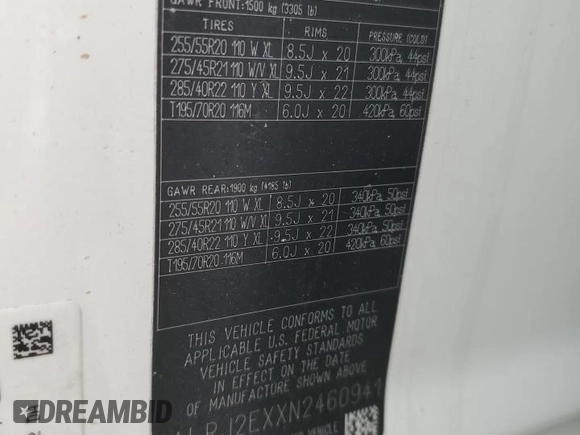 GAWR FRONT:1500 kg (3305 lb)
TIRES RIMS PRESSURE (COLD)
255/55R20 110 W XL 8.5J x 20 300kPa, 44psi
275/45R21 110 W/V XL 9.5J x 21 300kPa, 44psi
285/40R22 110 Y XL 9.5J x 22 300kPa, 44psi
T195/70R20 116M 6.0J x 20 420kPa, 60psi
GAWR REAR:1900 kg (4185 lb)
255/55R20 110 W XL 8.5J x 20 340kPa, 50psi
275/45R21 110 W/V XL 9.5J x 21 340kPa, 50psi
285/40R22 110 Y XL 9.5J x 22 340kPa, 50psi
T195/70R20 116M 6.0J x 20 420kPa, 60psi
THIS VEHICLE CONFORMS TO ALL
APPLICABLE U.S. FEDERAL MOTOR
VEHICLE SAFETY STANDARDS
IN EFFECT ON THE DATE
OF MANUFACTURE SHOWN
ABOVE
J2EXXN246094
VEHICLE
DREAMBID